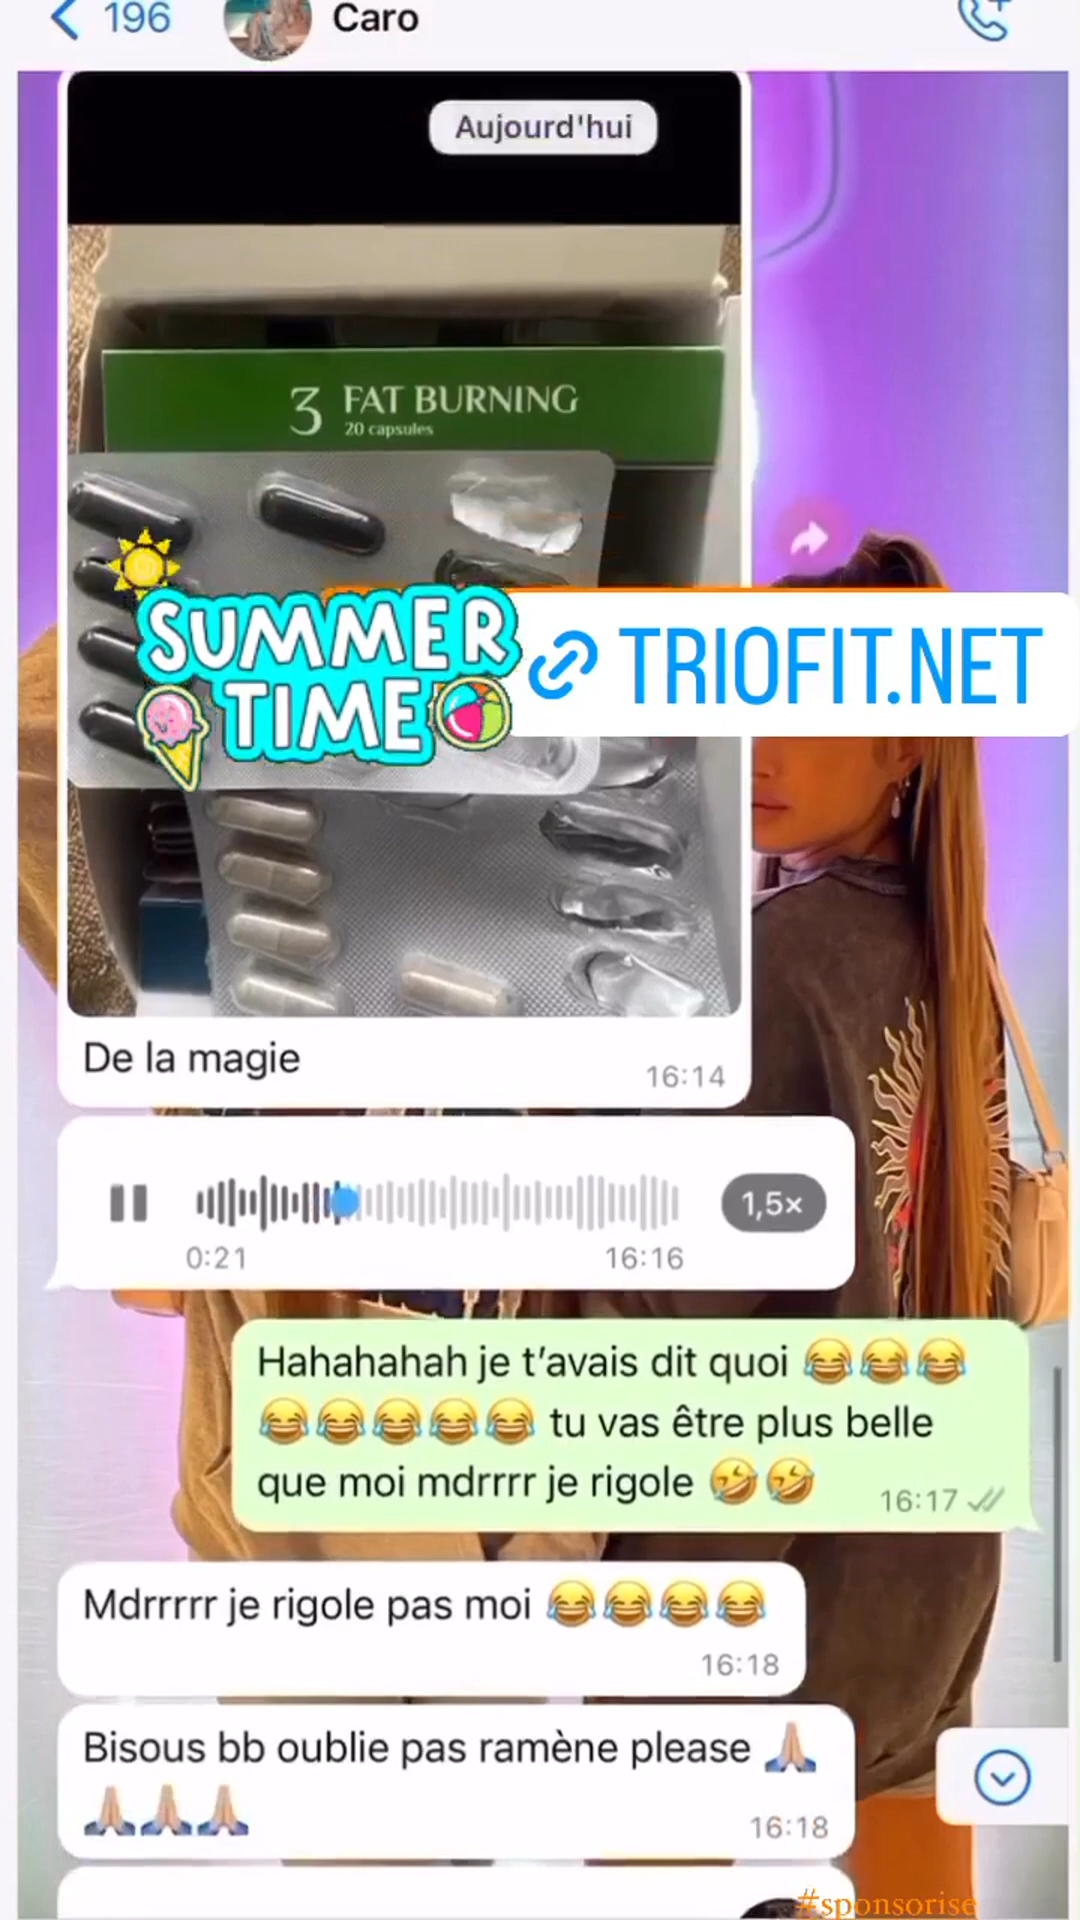 196
Caro
Aujourd'hui
3 FAT BURNING
20 capsules
SUMMER
TIME
TRIOFIT.NET
De la magie
16:14
1,5×
0:21
16:16
Hahahahah je t'avais dit quoi 😂😂😂
😂😂😂😂😂 tu vas être plus belle
que moi mdrrrr je rigole 🤣🤣
16:17
Mdrrrrr je rigole pas moi 😂😂😂😂
16:18
Bisous bb oublie pas ramène please 🙏🏼
🙏🏼🙏🏼🙏🏼
16:18
#sponsorise